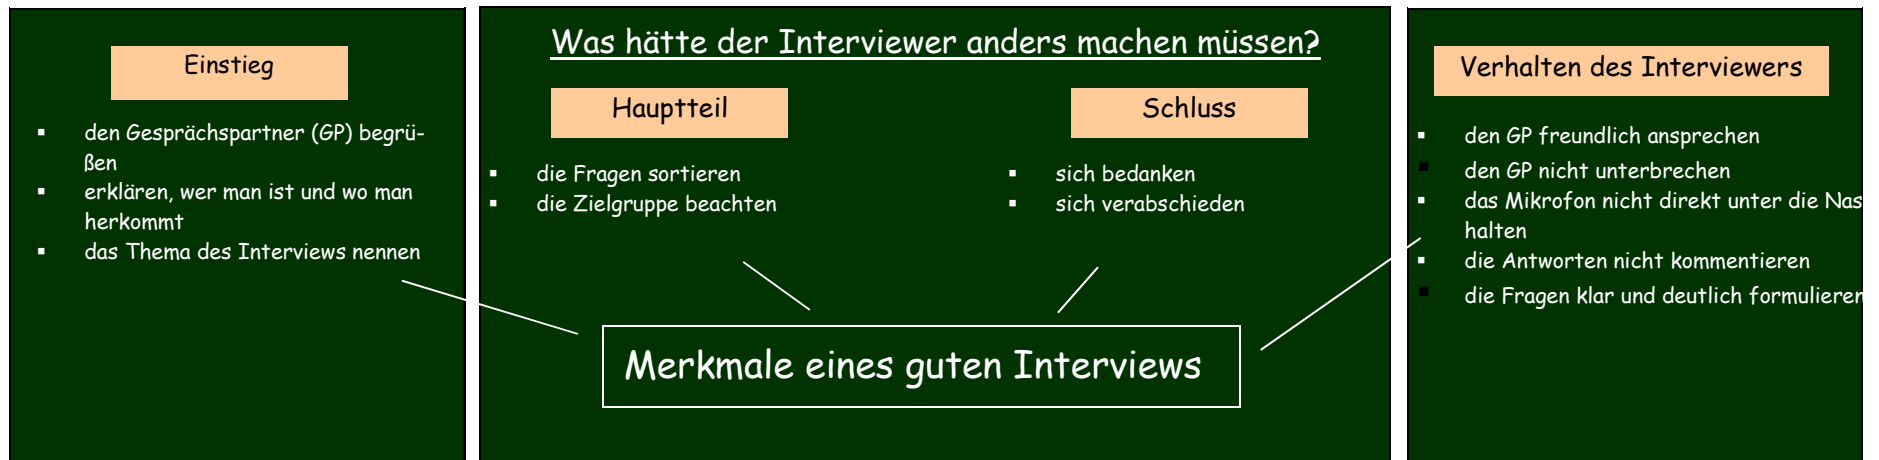 Einstieg
▪ den Gesprächspartner (GP) begrü-
ßen
▪ erklären, wer man ist und wo man
herkommt
▪ das Thema des Interviews nennen
Was hätte der Interviewer anders machen müssen?
Hauptteil
▪ die Fragen sortieren
▪ die Zielgruppe beachten
Schluss
▪ sich bedanken
▪ sich verabschieden
Merkmale eines guten Interviews
Verhalten des Interviewers
▪ den GP freundlich ansprechen
▪ den GP nicht unterbrechen
▪ das Mikrofon nicht direkt unter die Nas
halten
▪ die Antworten nicht kommentieren
▪ die Fragen klar und deutlich formulieren